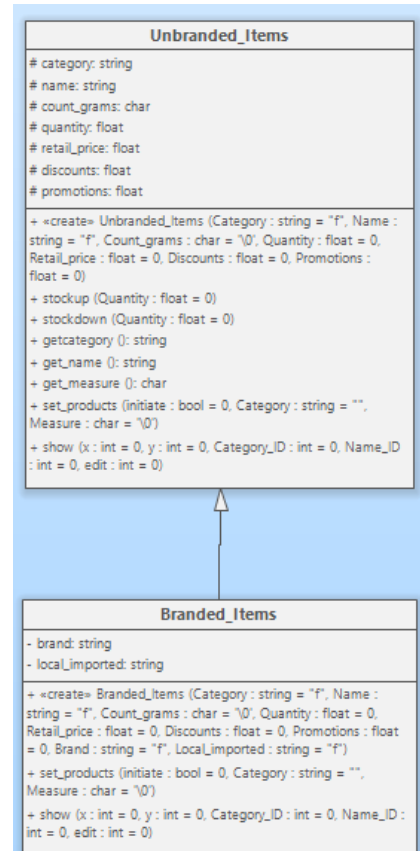 Unbranded_Items
# category: string
# name: string
# count_grams: char
# quantity: float
# retail_price: float
# discounts: float
# promotions: float
+ «create» Unbranded_Items (Category : string = "f", Name :
string = "f", Count_grams : char = '\0', Quantity : float = 0,
Retail_price : float = 0, Discounts : float = 0, Promotions :
float = 0)
+ stockup (Quantity : float = 0)
+ stockdown (Quantity : float = 0)
+ getcategory (): string
+ get_name (): string
+ get_measure (): char
+ set_products (initiate : bool = 0, Category : string = "",
Measure : char = '\0')
+ show (x : int = 0, y : int = 0, Category_ID : int = 0, Name_ID
: int = 0, edit : int = 0)
Branded_Items
- brand: string
- local_imported: string
+ «create» Branded_Items (Category : string = "f", Name :
string = "f", Count_grams : char = '\0', Quantity : float = 0,
Retail_price : float = 0, Discounts : float = 0, Promotions : float
= 0, Brand : string = "f", Local_imported : string = "f")
+ set_products (initiate : bool = 0, Category : string = "",
Measure : char = '\0')
+ show (x : int = 0, y : int = 0, Category_ID : int = 0, Name_ID :
int = 0, edit : int = 0)